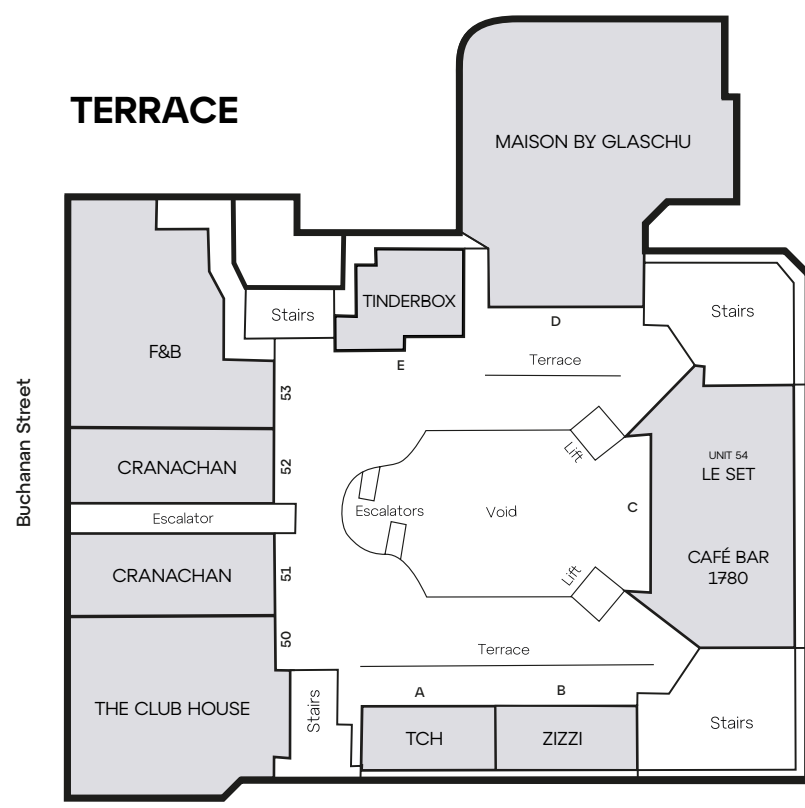 TERRACE
MAISON BY GLASCHU
TINDERBOX
Stairs
Stairs
D
F&B
Terrace
E
53
Buchanan Street
Lift
UNIT 54
LE SET
CRANACHAN
52
Escalator
Escalators
Void
C
CAFÉ BAR
1780
CRANACHAN
51
Lift
50
Terrace
A
B
THE CLUB HOUSE
Stairs
TCH
ZIZZI
Stairs